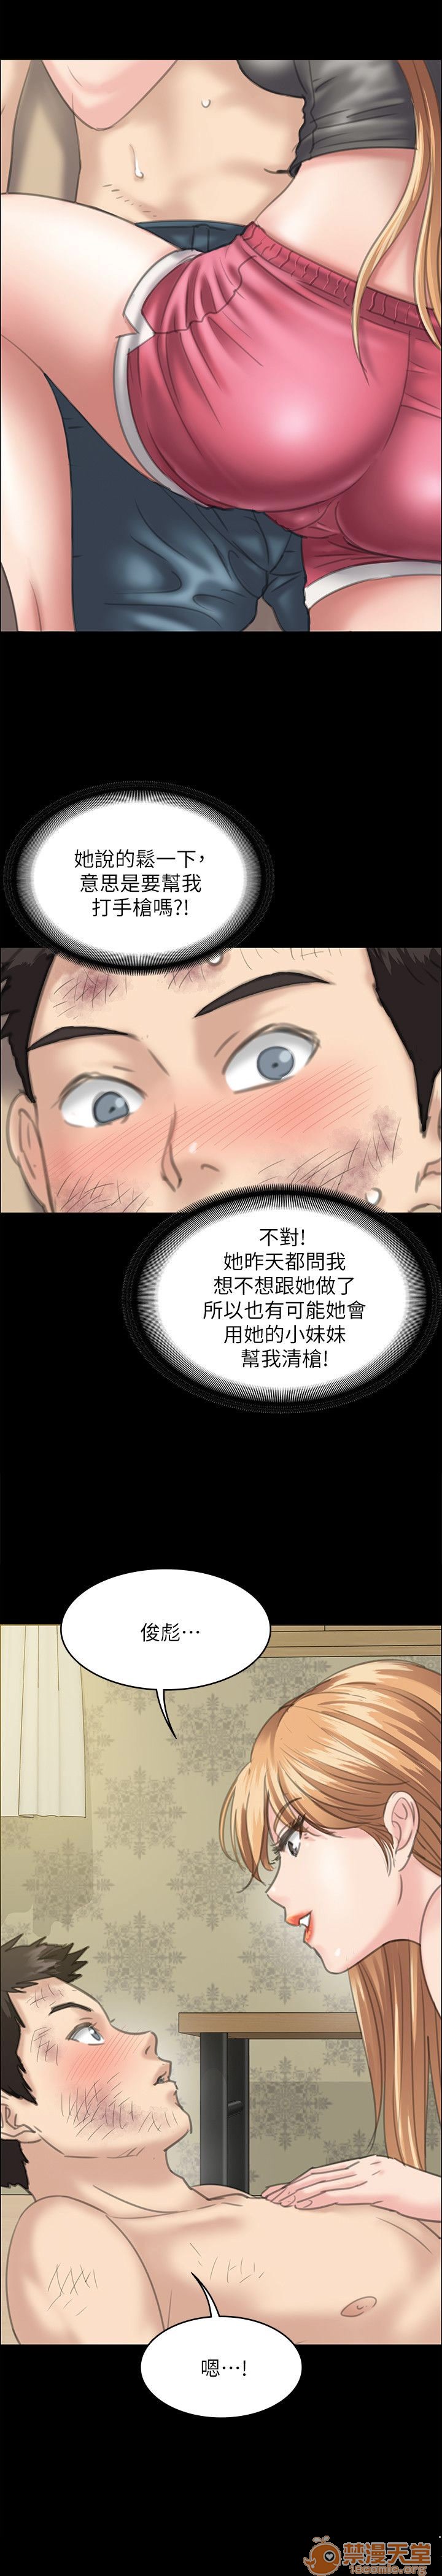 她說的鬆一下，
意思是要幫我
打手槍嗎?!
不對!
她昨天都問我
想不想跟她做了
所以也有可能她會
用她的小妹妹
幫我清槍!
俊彪…
嗯…!
禁漫天堂
18comic.org